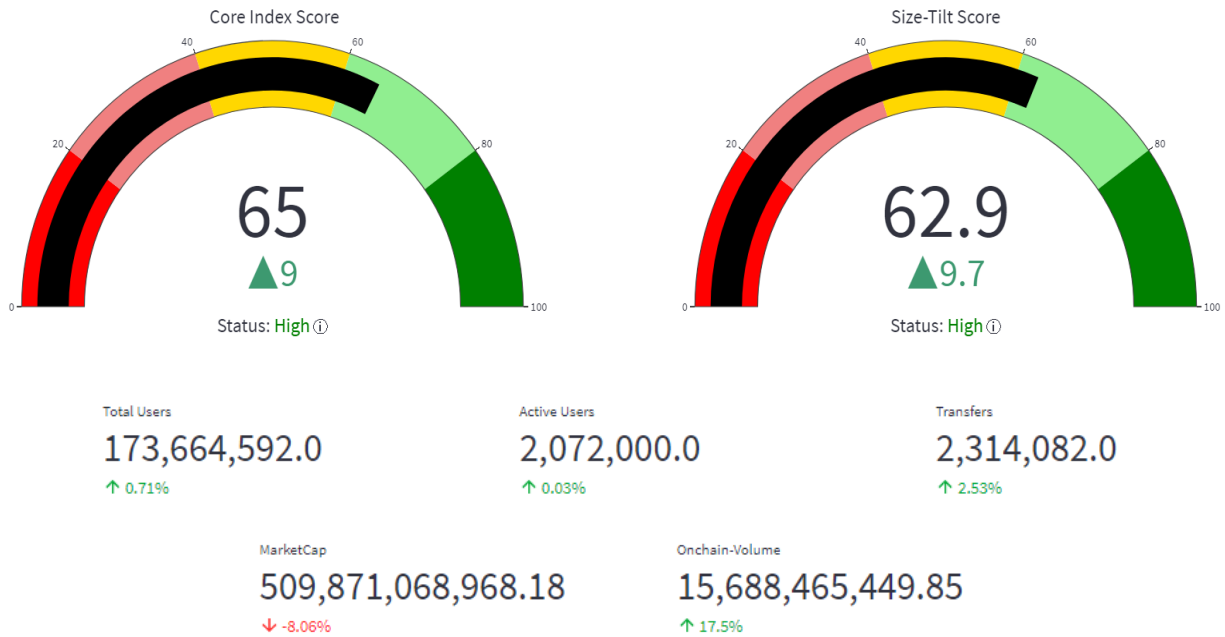 Core Index Score
Size-Tilt Score
0
20
40
60
80
100
65
▲9
Status: High ⓘ
0
20
40
60
80
100
62.9
▲9.7
Status: High ⓘ
Total Users
173,664,592.0
↑ 0.71%
Active Users
2,072,000.0
↑ 0.03%
Transfers
2,314,082.0
↑ 2.53%
MarketCap
509,871,068,968.18
↓ -8.06%
Onchain-Volume
15,688,465,449.85
↑ 17.5%